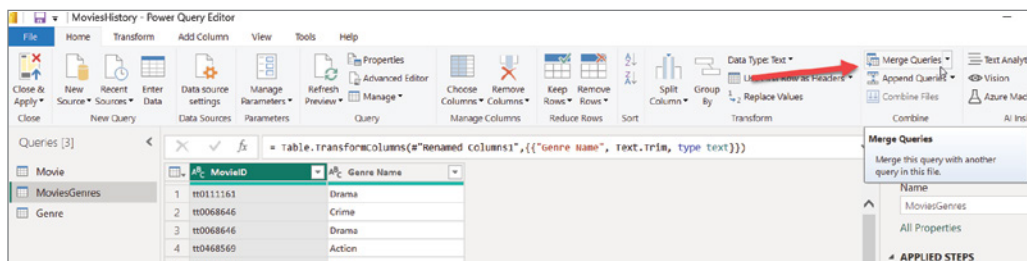 MoviesHistory - Power Query Editor
File Home Transform Add Column View Tools Help
Close & Apply
New Source
Recent Sources
Enter Data
Data source settings
Manage Parameters
Refresh Preview
Properties
Advanced Editor
Manage
Choose Columns
Remove Columns
Keep Rows
Remove Rows
Split Column
Group By
Data Type: Text
Headers
Replace Values
Merge Queries
Append Queries
Combine Files
Text Analyt
Vision
Azure Mac
Close New Query Data Sources Parameters Query Manage Columns Reduce Rows Sort Transform Combine AI Ins
Queries [3]
= Table.TransformColumns(#"Renamed Columns1",{{"Genre Name", Text.Trim, type text}})
Movie
MoviesGenres
Genre
MovieID Genre Name
1 tt0111161 Drama
2 tt0068646 Crime
3 tt0068646 Drama
4 tt0468569 Action
Merge Queries
Merge this query with another
query in this file.
Name
MoviesGenres
All Properties
APPLIED STEPS